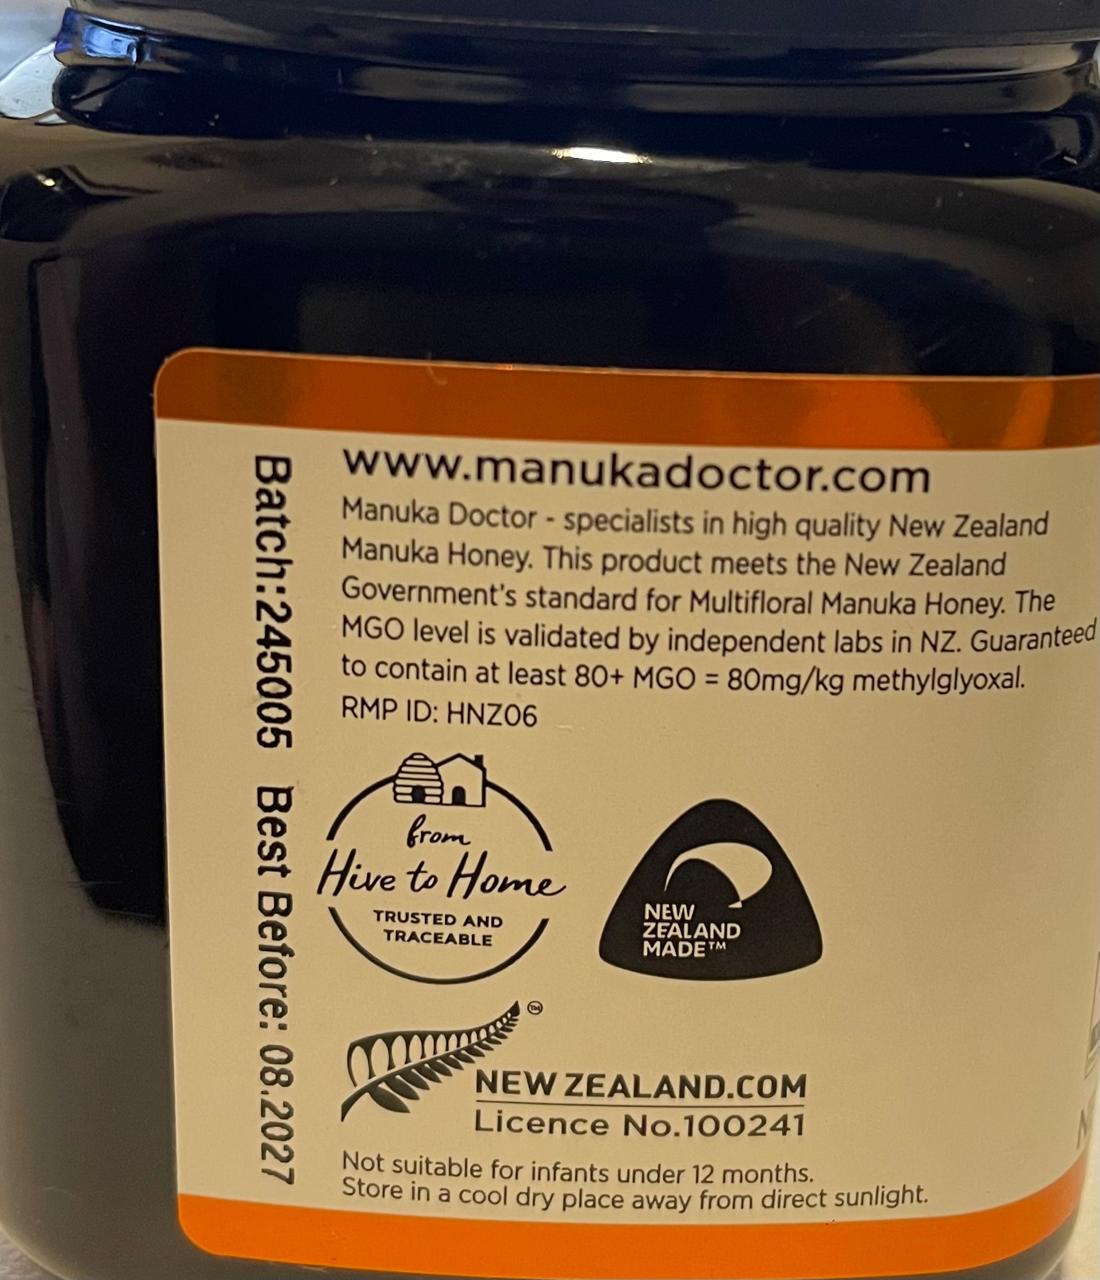 Batch:245005 Best Before: 08.2027
www.manukadoctor.com
Manuka Doctor - specialists in high quality New Zealand
Manuka Honey. This product meets the New Zealand
Government's standard for Multifloral Manuka Honey. The
MGO level is validated by independent labs in NZ. Guaranteed
to contain at least 80+ MGO = 80mg/kg methylglyoxal.
RMP ID: HNZ06
from
Hive to Home
TRUSTED AND
TRACEABLE
NEW
ZEALAND
MADE™
™
NEW ZEALAND.COM
Licence No.100241
Not suitable for infants under 12 months.
Store in a cool dry place away from direct sunlight.